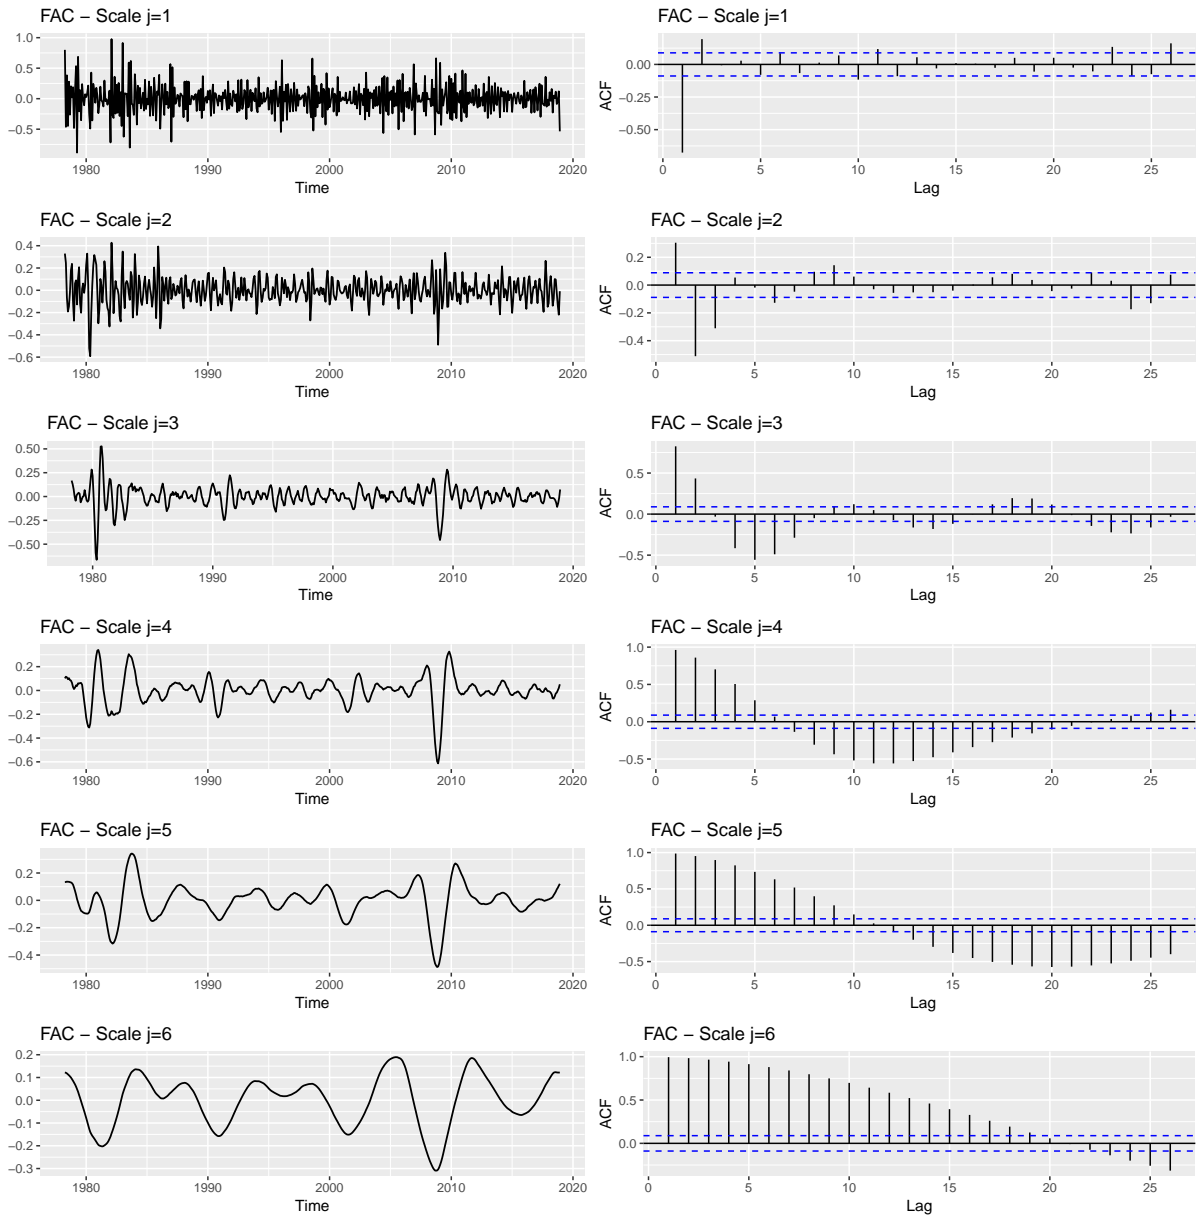 FAC − Scale j=1
1.0
0.5
0.0
−0.5
1980 1990 2000 2010 2020
Time
FAC − Scale j=1
ACF
0.00
−0.25
−0.50
0 5 10 15 20 25
Lag
FAC − Scale j=2
0.4
0.2
0.0
−0.2
−0.4
−0.6
1980 1990 2000 2010 2020
Time
FAC − Scale j=2
ACF
0.2
0.0
−0.2
−0.4
0 5 10 15 20 25
Lag
FAC − Scale j=3
0.50
0.25
0.00
−0.25
−0.50
1980 1990 2000 2010 2020
Time
FAC − Scale j=3
ACF
0.5
0.0
−0.5
0 5 10 15 20 25
Lag
FAC − Scale j=4
0.2
0.0
−0.2
−0.4
−0.6
1980 1990 2000 2010 2020
Time
FAC − Scale j=4
ACF
1.0
0.5
0.0
−0.5
0 5 10 15 20 25
Lag
FAC − Scale j=5
0.2
0.0
−0.2
−0.4
1980 1990 2000 2010 2020
Time
FAC − Scale j=5
ACF
1.0
0.5
0.0
−0.5
0 5 10 15 20 25
Lag
FAC − Scale j=6
0.2
0.1
0.0
−0.1
−0.2
−0.3
1980 1990 2000 2010 2020
Time
FAC − Scale j=6
ACF
1.0
0.5
0.0
0 5 10 15 20 25
Lag